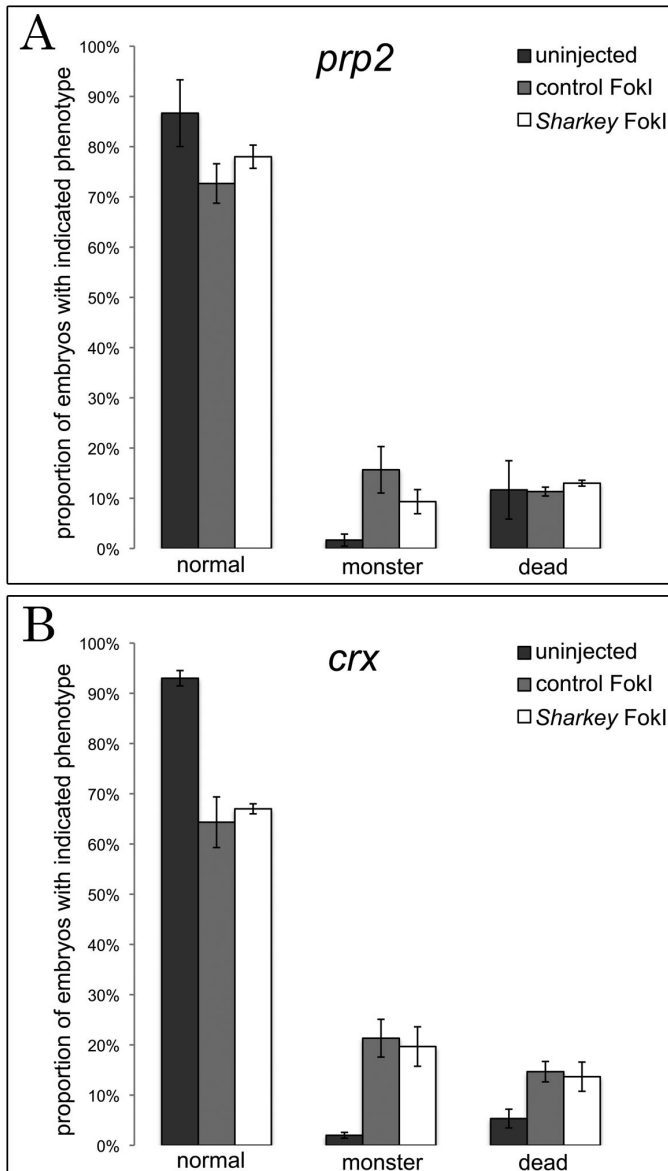 A
prp2
uninjected
control FokI
Sharkey FokI
proportion of embryos with indicated phenotype
100%
90%
80%
70%
60%
50%
40%
30%
20%
10%
0%
normal
monster
dead
B
crx
uninjected
control FokI
Sharkey FokI
proportion of embryos with indicated phenotype
100%
90%
80%
70%
60%
50%
40%
30%
20%
10%
0%
normal
monster
dead